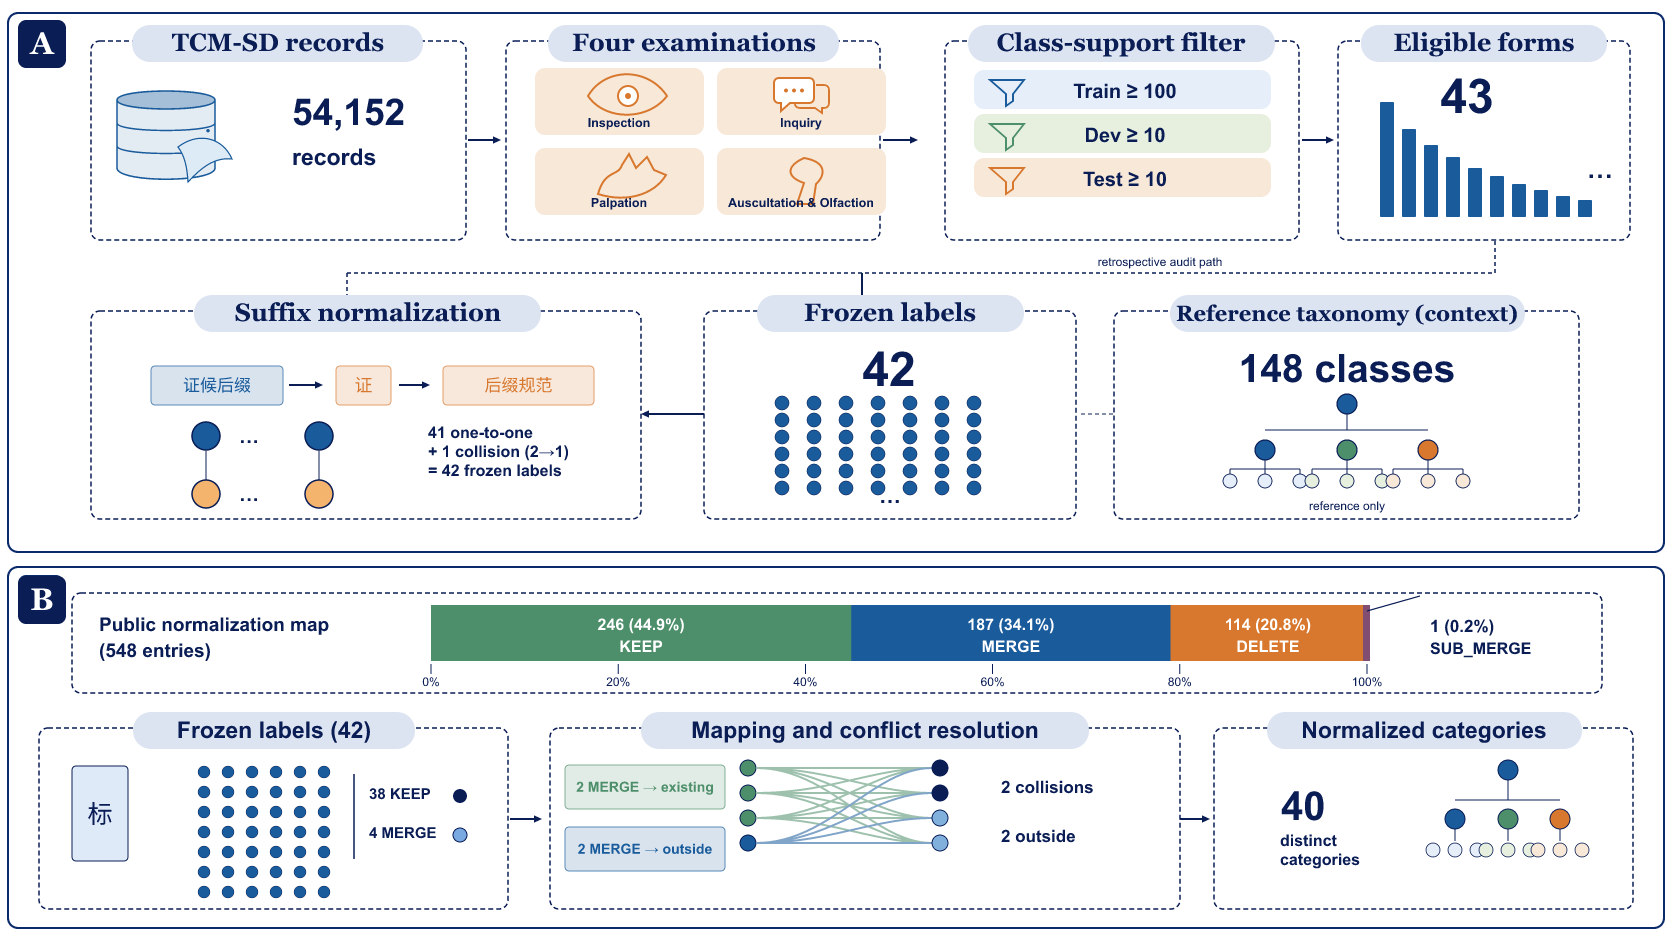 A
TCM-SD records
54,152
records
Four examinations
Inspection
Inquiry
Palpation
Auscultation & Olfaction
Class-support filter
Train ≥ 100
Dev ≥ 10
Test ≥ 10
Eligible forms
43
...
retrospective audit path
Suffix normalization
证候后缀
证
后缀规范
...
...
41 one-to-one
+ 1 collision (2→1)
= 42 frozen labels
Frozen labels
42
...
Reference taxonomy (context)
148 classes
reference only
B
Public normalization map
(548 entries)
246 (44.9%)
KEEP
187 (34.1%)
MERGE
114 (20.8%)
DELETE
1 (0.2%)
SUB_MERGE
0%
20%
40%
60%
80%
100%
Frozen labels (42)
标
38 KEEP
4 MERGE
Mapping and conflict resolution
2 MERGE → existing
2 MERGE → outside
2 collisions
2 outside
Normalized categories
40
distinct
categories